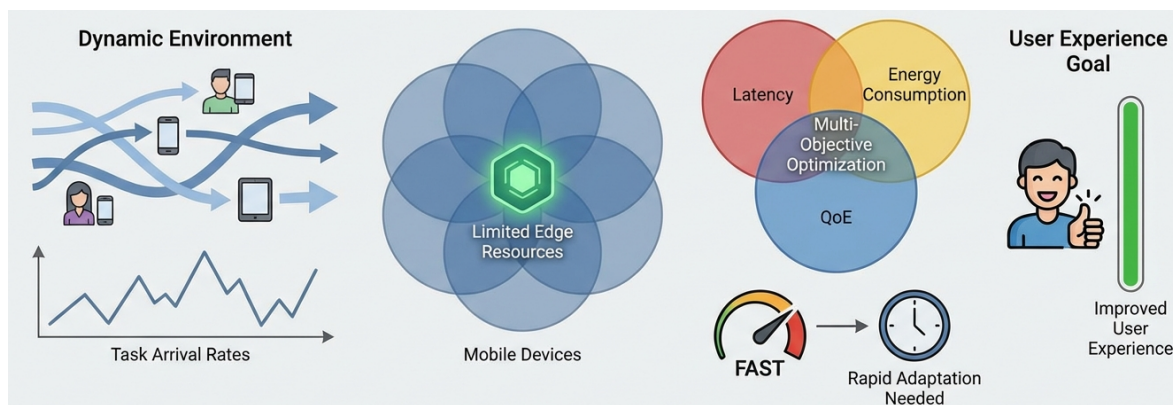 Dynamic Environment
Task Arrival Rates
Limited Edge
Resources
Mobile Devices
Latency
Energy
Consumption
Multi-
Objective
Optimization
QoE
FAST
Rapid Adaptation
Needed
User Experience
Goal
Improved
User
Experience